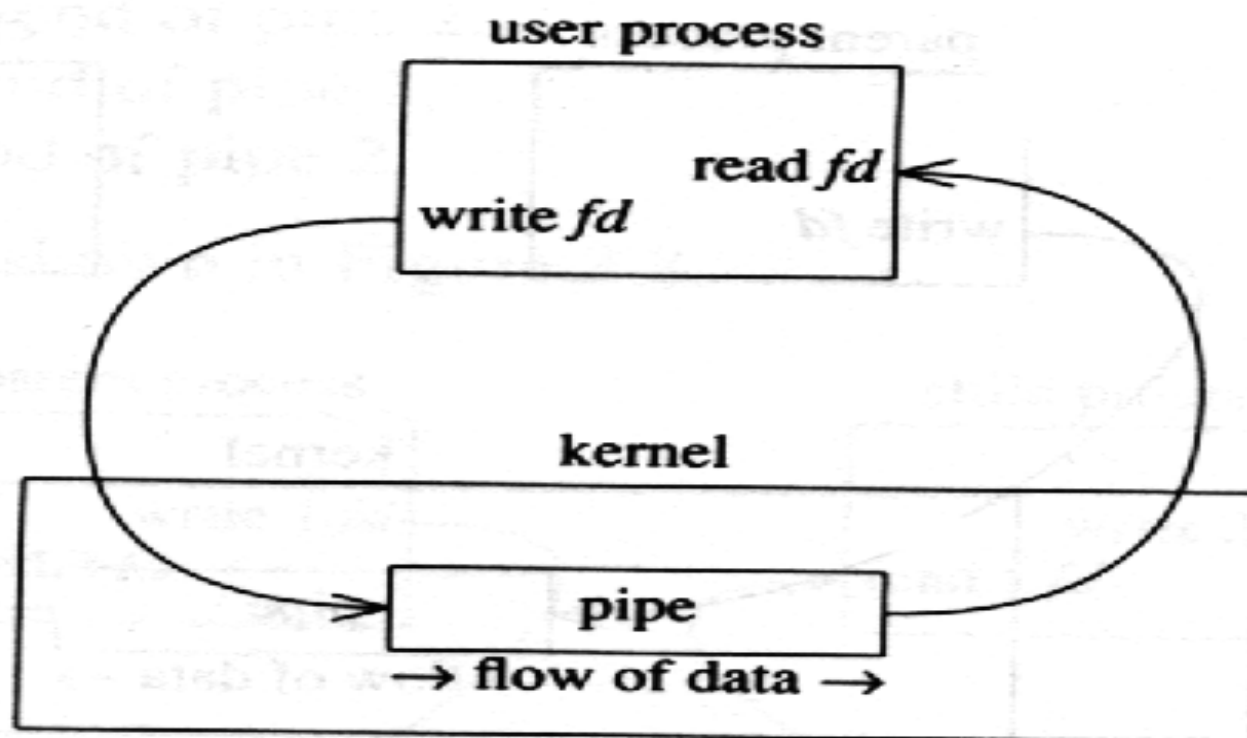 user process
read fd
write fd
kernel
pipe
→ flow of data →